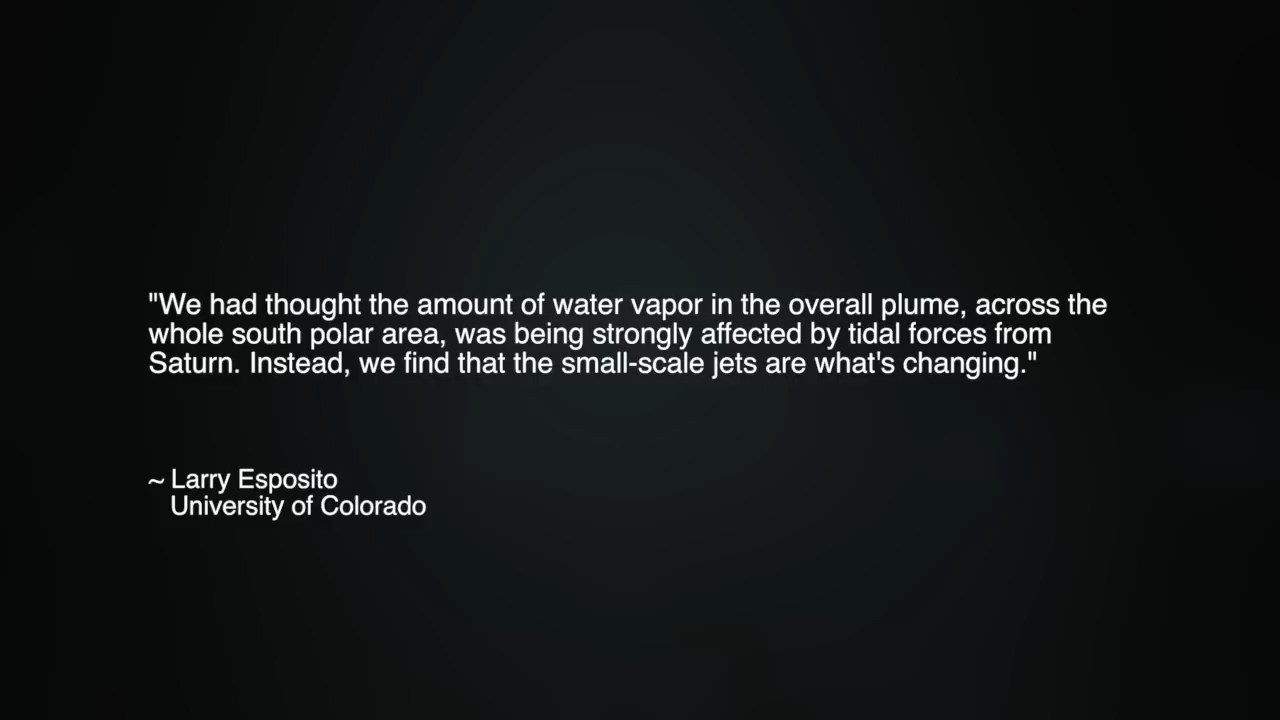 "We had thought the amount of water vapor in the overall plume, across the
whole south polar area, was being strongly affected by tidal forces from
Saturn. Instead, we find that the small-scale jets are what's changing."
~ Larry Esposito
University of Colorado